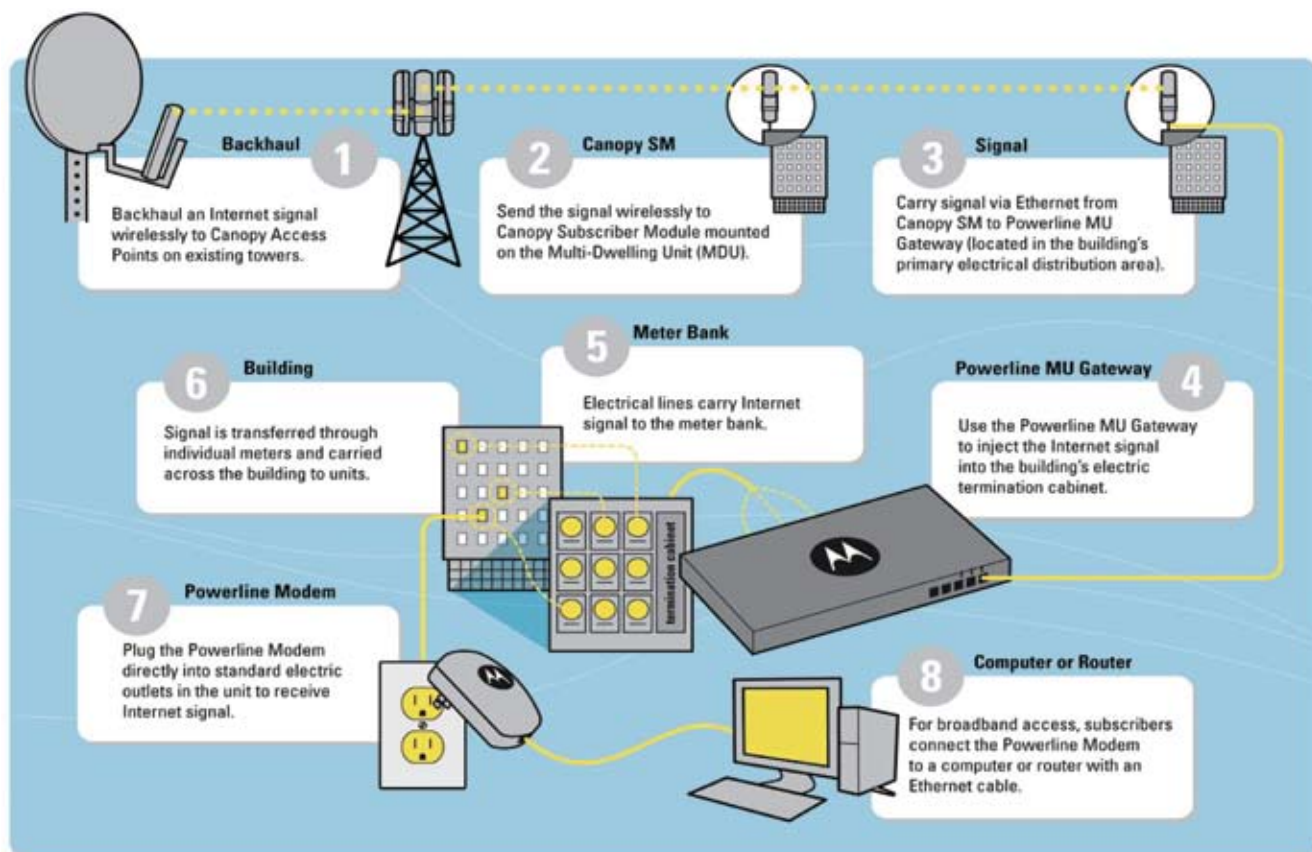 Backhaul
1
Backhaul an Internet signal
wirelessly to Canopy Access
Points on existing towers.
2
Canopy SM
Send the signal wirelessly to
Canopy Subscriber Module mounted
on the Multi-Dwelling Unit (MDU).
3
Signal
Carry signal via Ethernet from
Canopy SM to Powerline MU
Gateway (located in the building's
primary electrical distribution area).
Powerline MU Gateway
4
Use the Powerline MU Gateway
to inject the Internet signal
into the building's electric
termination cabinet.
5
Meter Bank
Electrical lines carry Internet
signal to the meter bank.
6
Building
Signal is transferred through
individual meters and carried
across the building to units.
termination cabinet
7
Powerline Modem
Plug the Powerline Modem
directly into standard electric
outlets in the unit to receive
Internet signal.
8
Computer or Router
For broadband access, subscribers
connect the Powerline Modem
to a computer or router with an
Ethernet cable.